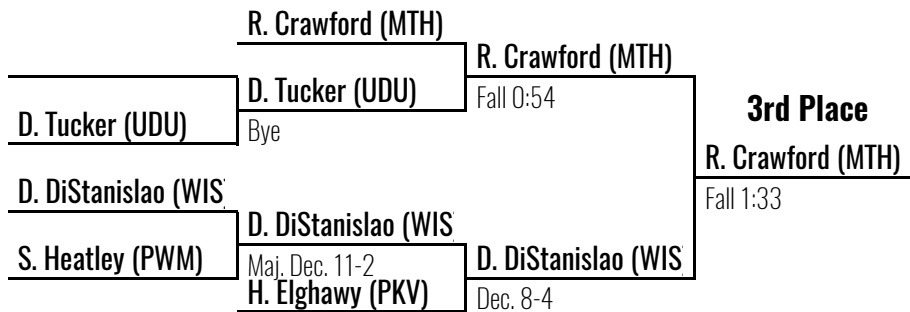 R. Crawford (MTH)
R. Crawford (MTH)
D. Tucker (UDU)
Fall 0:54
3rd Place
D. Tucker (UDU)
Bye
R. Crawford (MTH)
D. DiStanislao (WIS
Fall 1:33
D. DiStanislao (WIS
S. Heatley (PWM)
Maj. Dec. 11-2
D. DiStanislao (WIS
H. Elghawy (PKV)
Dec. 8-4